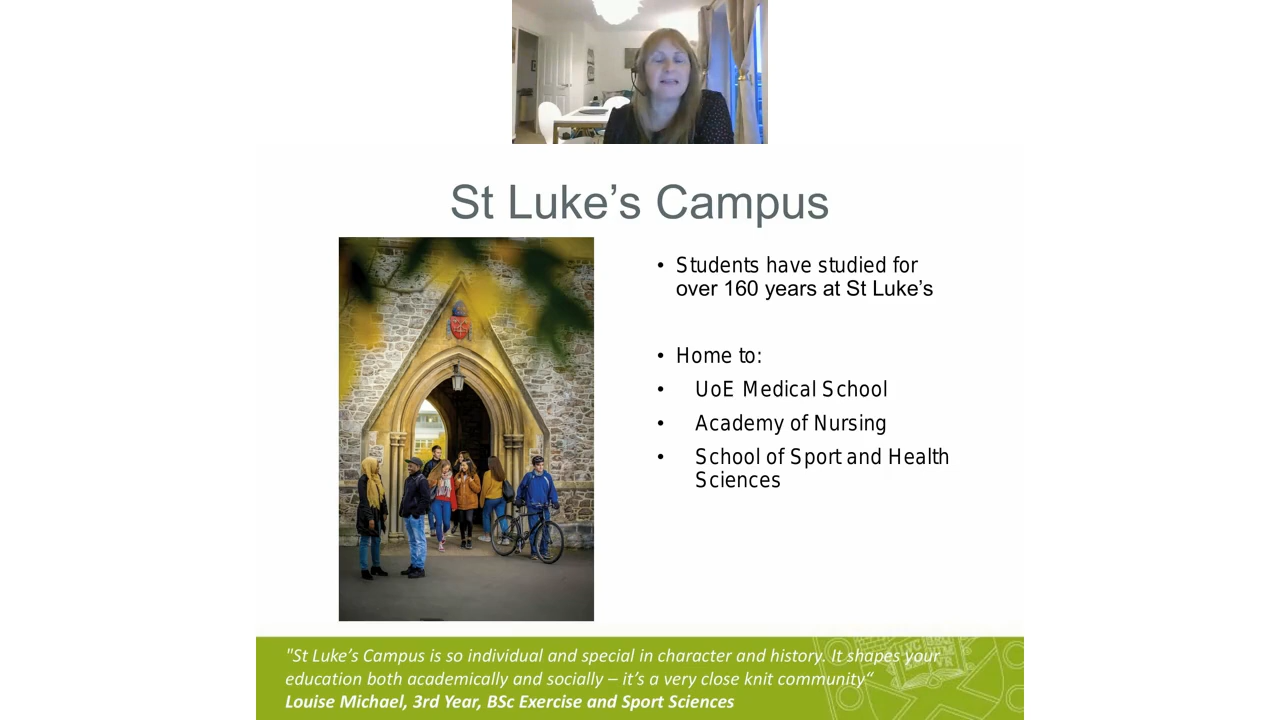 St Luke’s Campus
• Students have studied for
over 160 years at St Luke’s
• Home to:
• UoE Medical School
• Academy of Nursing
• School of Sport and Health
Sciences
"St Luke’s Campus is so individual and special in character and history. It shapes your
education both academically and socially – it’s a very close knit community“
Louise Michael, 3rd Year, BSc Exercise and Sport Sciences